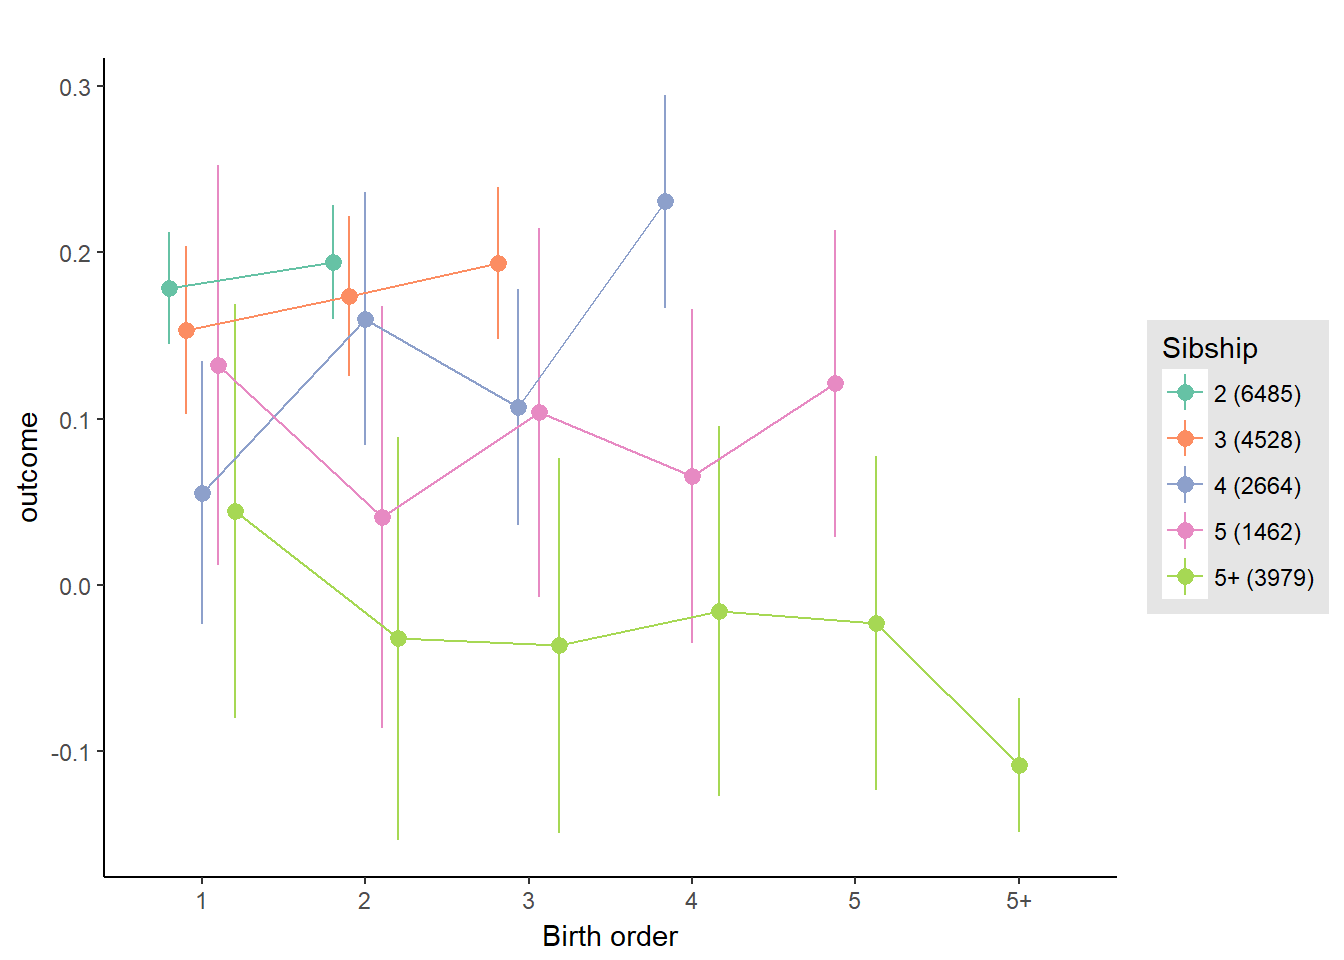 0.3
0.2
0.1
0.0
-0.1
outcome
1 2 3 4 5 5+
Birth order
Sibship
2 (6485)
3 (4528)
4 (2664)
5 (1462)
5+ (3979)